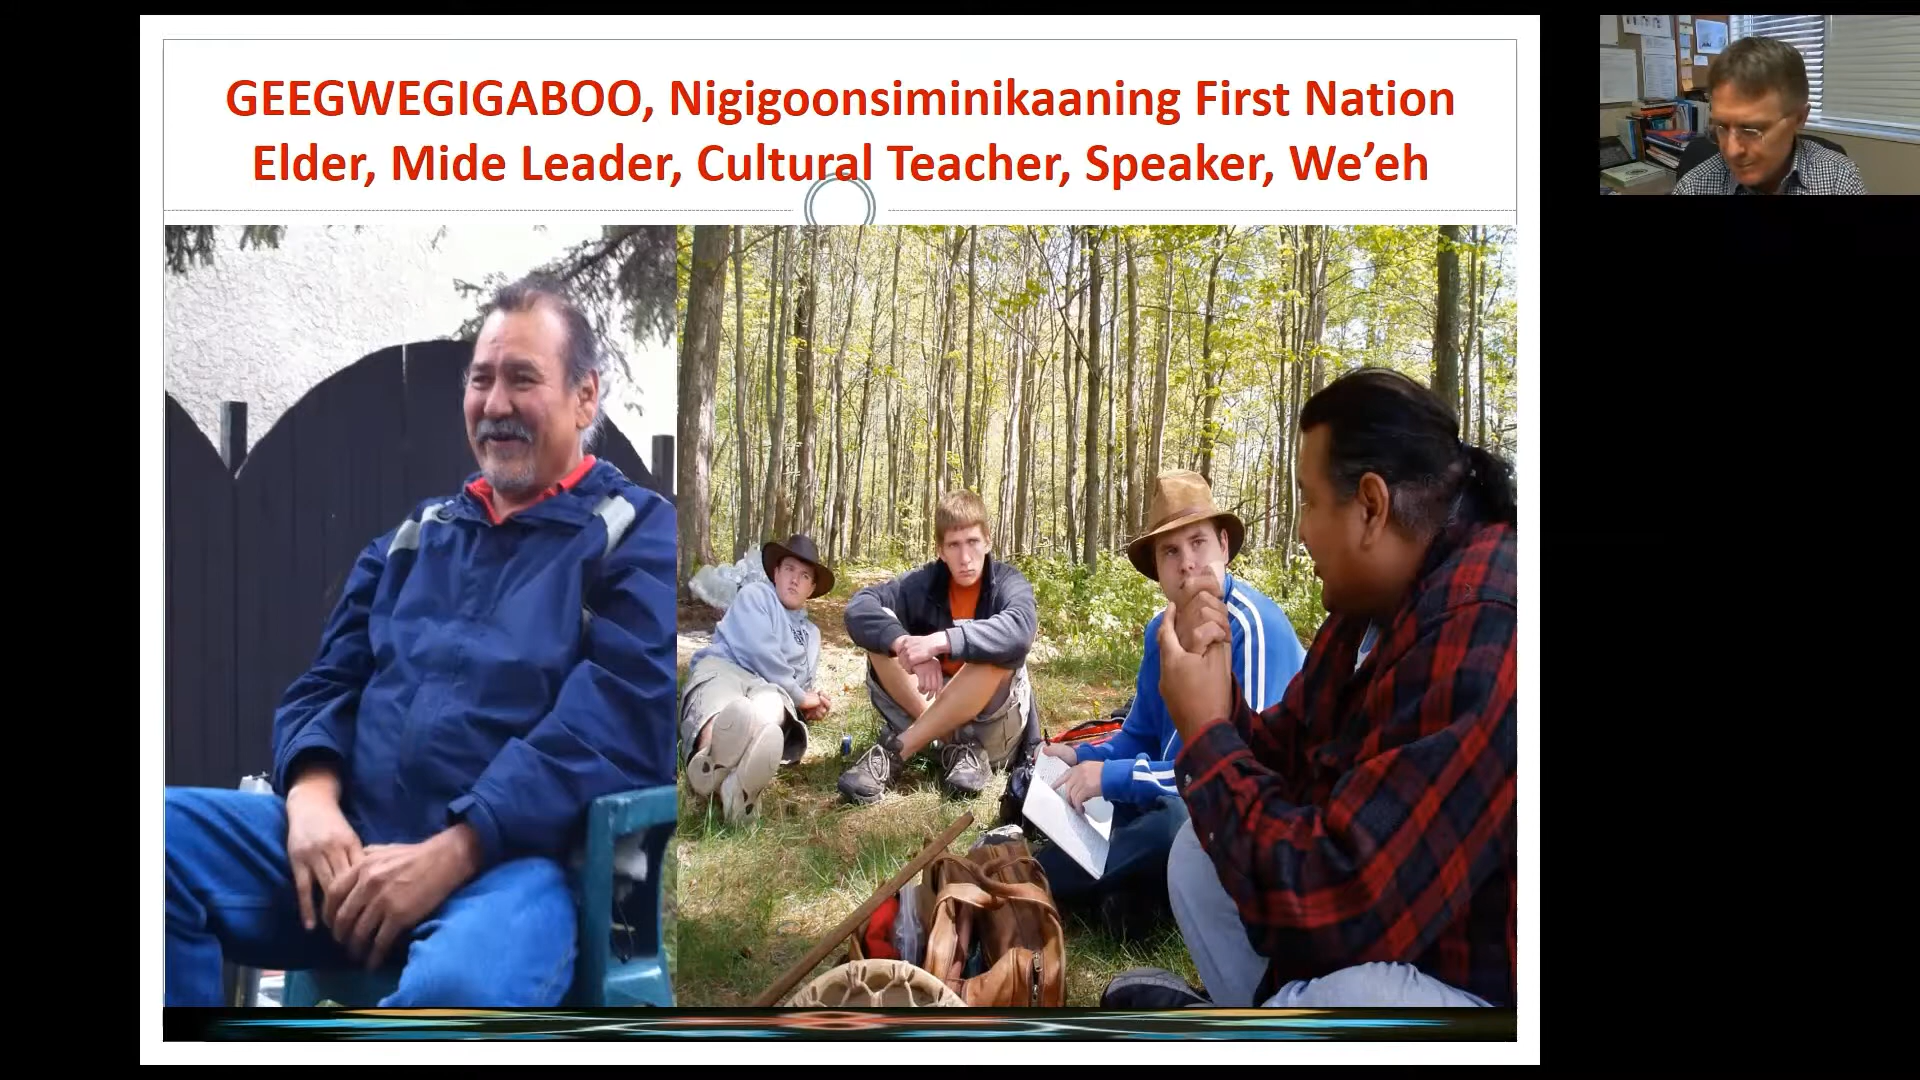 GEEGWEGIGABOO, Nigigoonsiminikaaning First Nation
Elder, Mide Leader, Cultural Teacher, Speaker, We’eh